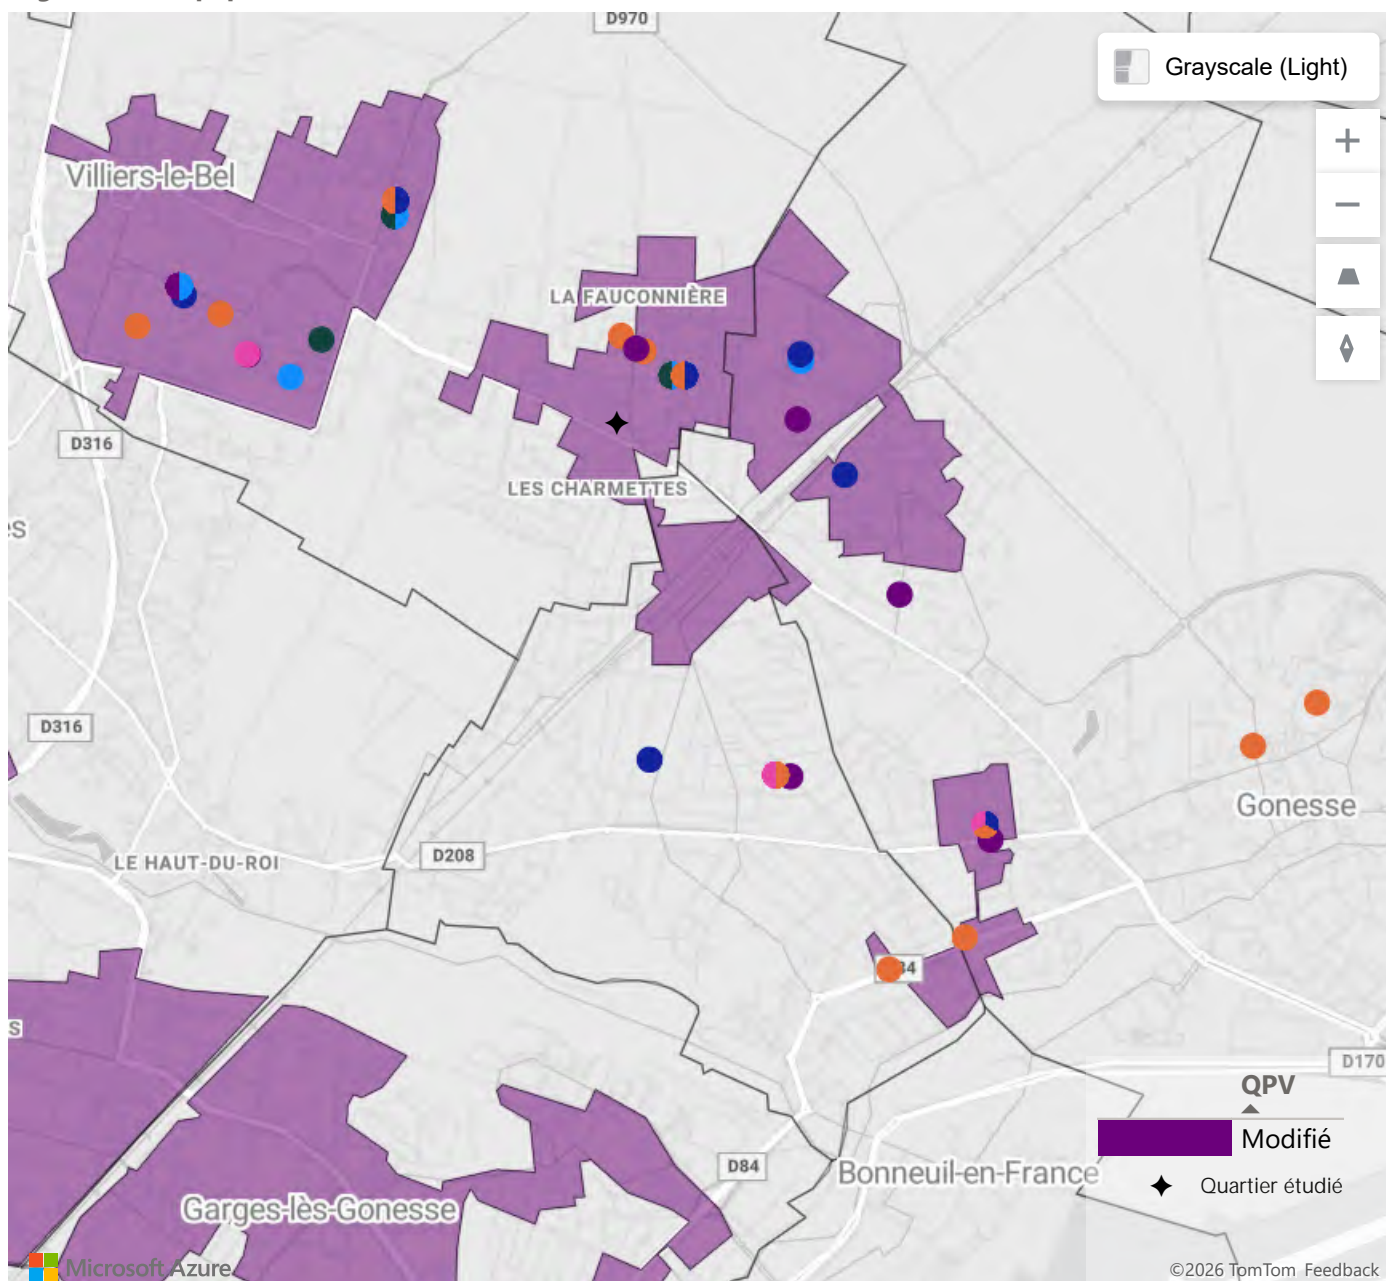 D970
Grayscale (Light)
Villiers-le-Bel
LA FAUCONNIÈRE
D316
LES CHARMETTES
D316
Gonesse
D208
LE HAUT-DU-ROI
34
D170
QPV
Modifié
Quartier étudié
D84
Bonneuil-en-France
Garges-lès-Gonesse
Microsoft Azure
©2026 TomTom Feedback